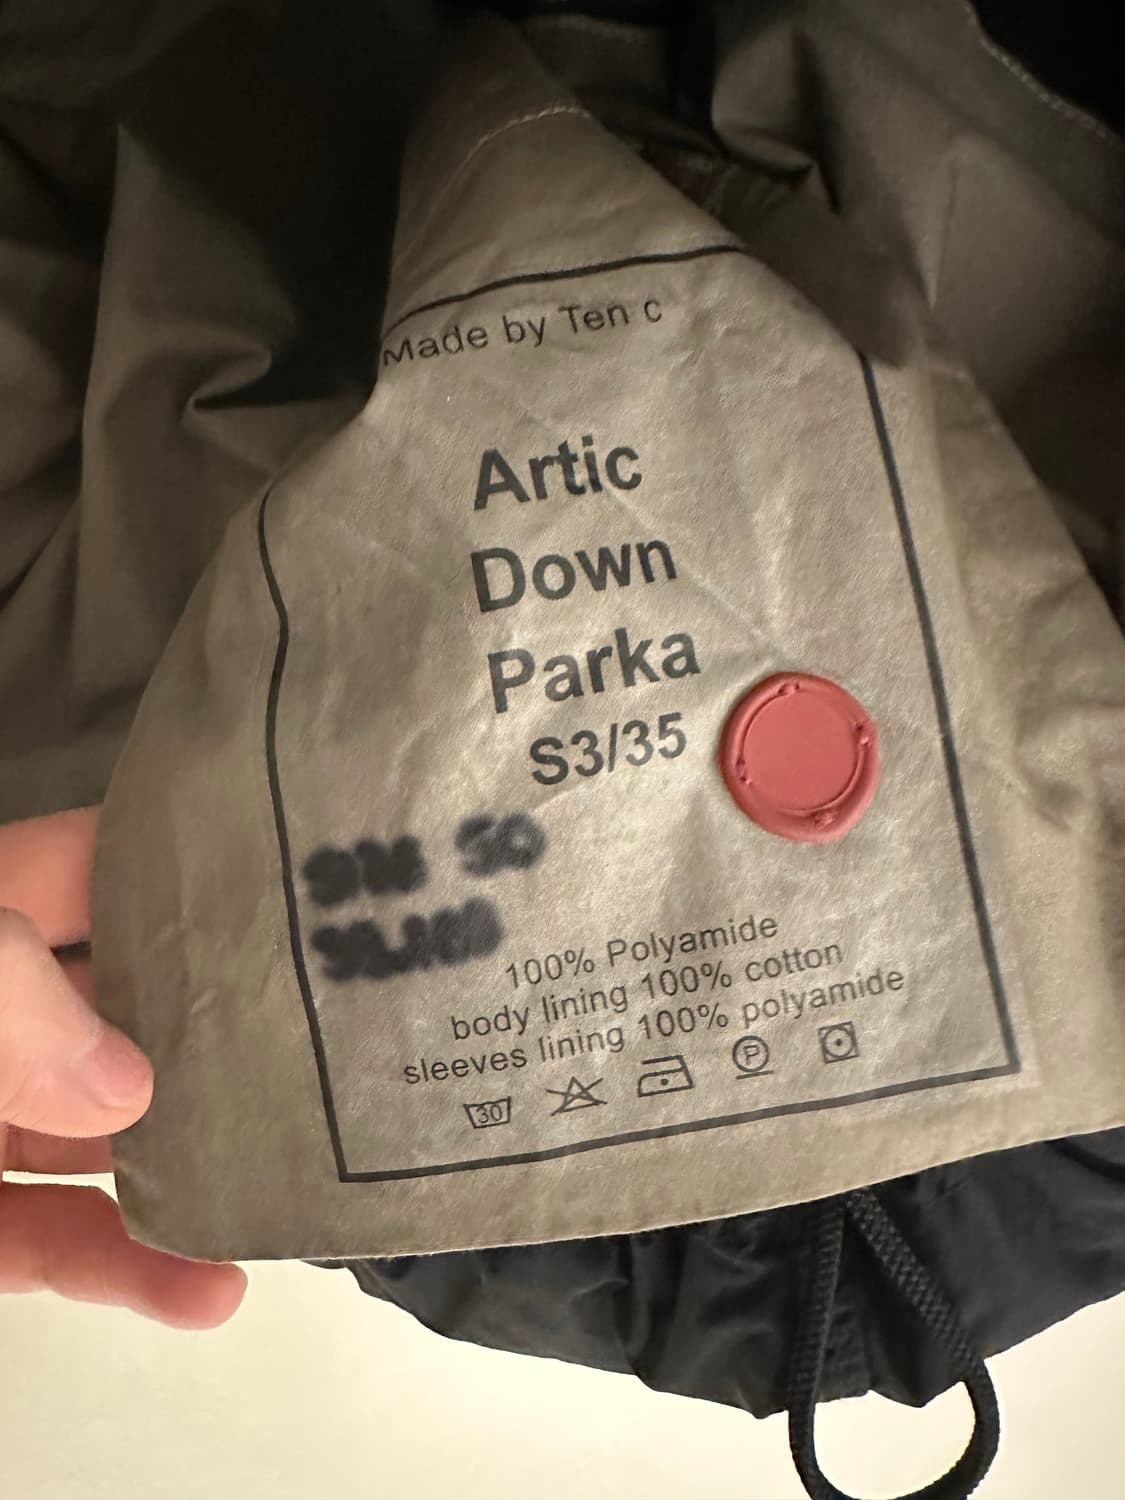 Made by Ten c
Artic
Down
Parka
S3/35
100% Polyamide
body lining 100% cotton
sleeves lining 100% polyamide
30 P